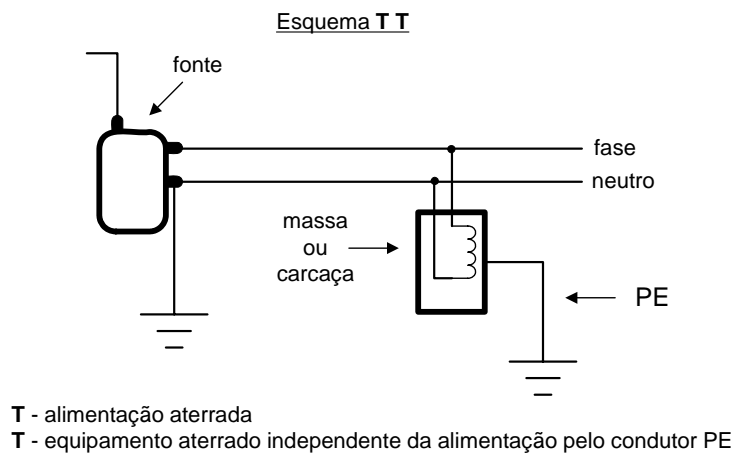 Esquema T T
fonte
fase
neutro
massa
ou
carcaça
PE
T - alimentação aterrada
T - equipamento aterrado independente da alimentação pelo condutor PE